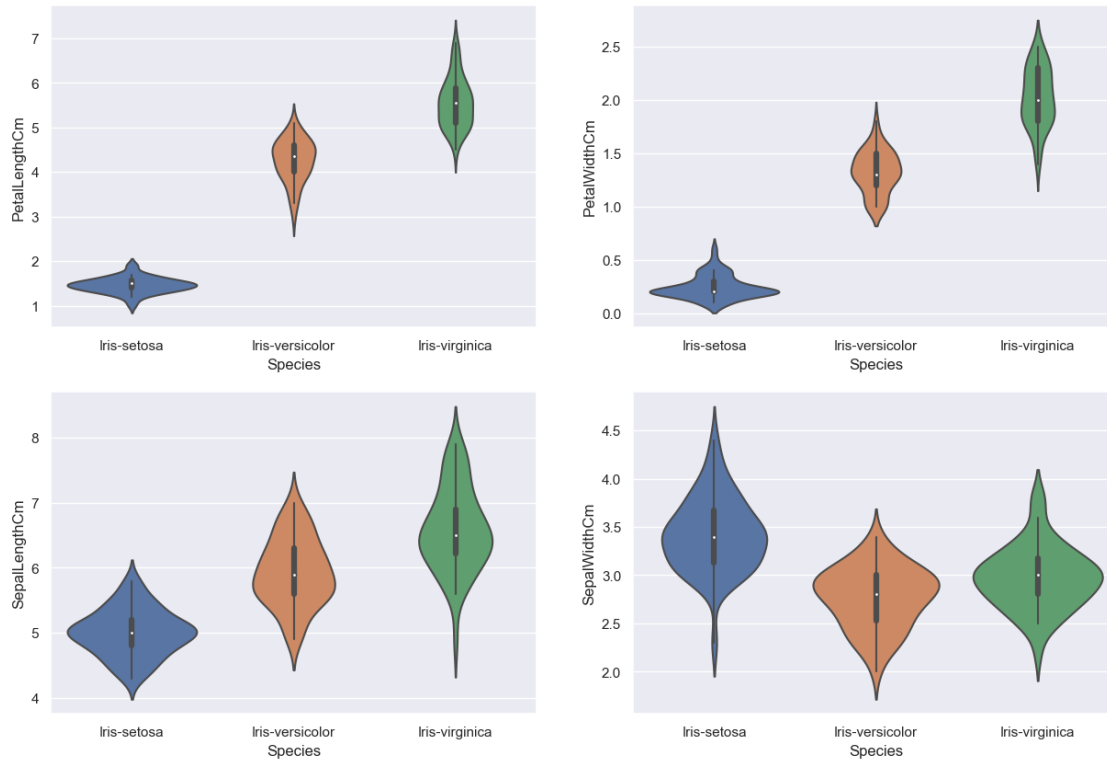 PetalLengthCm
7
6
5
4
3
2
1
Iris-setosa Iris-versicolor Iris-virginica
Species
PetalWidthCm
2.5
2.0
1.5
1.0
0.5
0.0
Iris-setosa Iris-versicolor Iris-virginica
Species
SepalLengthCm
8
7
6
5
4
Iris-setosa Iris-versicolor Iris-virginica
Species
SepalWidthCm
4.5
4.0
3.5
3.0
2.5
2.0
Iris-setosa Iris-versicolor Iris-virginica
Species